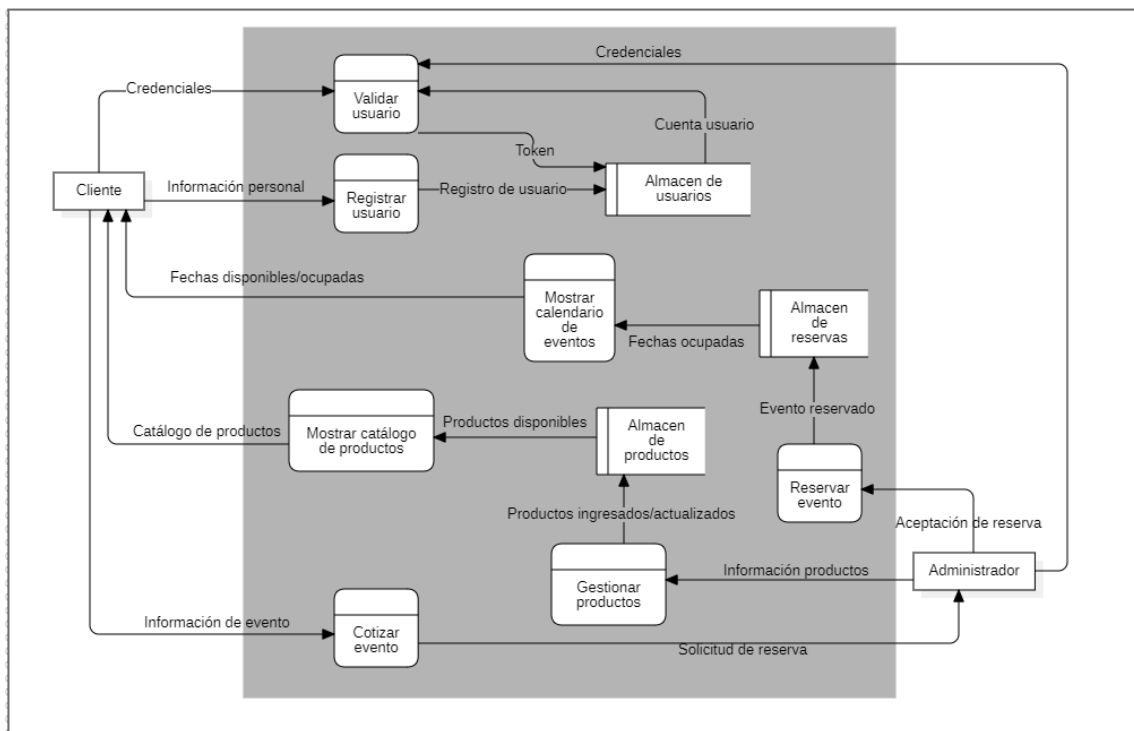 Credenciales
Credenciales
Validar
usuario
Cuenta usuario
Token
Cliente
Información personal
Registrar
usuario
Registro de usuario
Almacen de
usuarios
Fechas disponibles/ocupadas
Mostrar
calendario
de
eventos
Fechas ocupadas
Almacen
de
reservas
Evento reservado
Catálogo de productos
Mostrar catálogo
de productos
Productos disponibles
Almacen
de
productos
Reservar
evento
Productos ingresados/actualizados
Aceptación de reserva
Gestionar
productos
Información productos
Administrador
Información de evento
Cotizar
evento
Solicitud de reserva